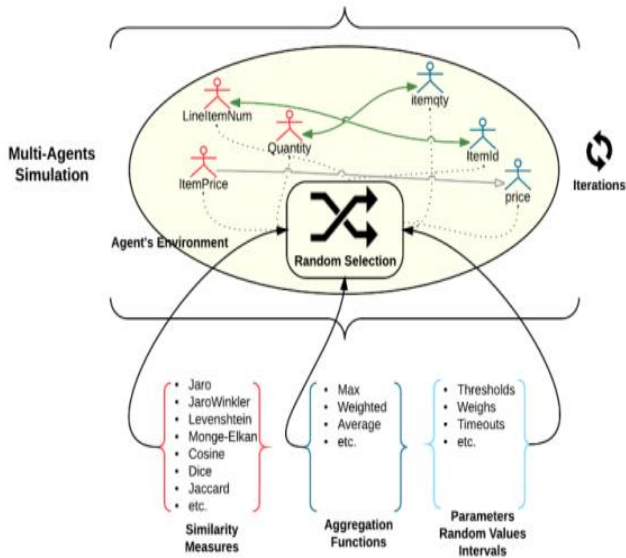 itemqty
LineItemNum
Quantity
ItemId
Multi-Agents
Simulation
ItemPrice
price
Iterations
Agent's Environment
Random Selection
• Jaro
• JaroWinkler
• Levenshtein
• Monge-Elkan
• Cosine
• Dice
• Jaccard
• etc.
Similarity
Measures
• Max
• Weighted
• Average
• etc.
Aggregation
Functions
• Thresholds
• Weighs
• Timeouts
• etc.
Parameters
Random Values
Intervals